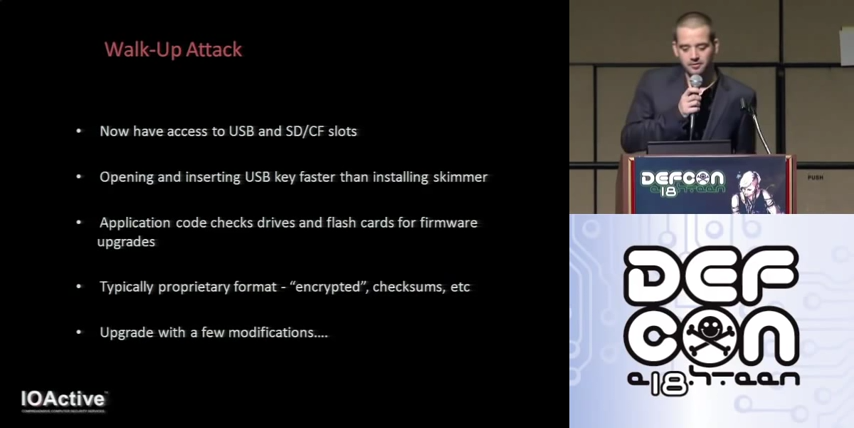 Walk-Up Attack
• Now have access to USB and SD/CF slots
• Opening and inserting USB key faster than installing skimmer
• Application code checks drives and flash cards for firmware
upgrades
• Typically proprietary format - “encrypted”, checksums, etc
• Upgrade with a few modifications....
IOActive
PUSH
DEFCON
18
DEF
CON
18